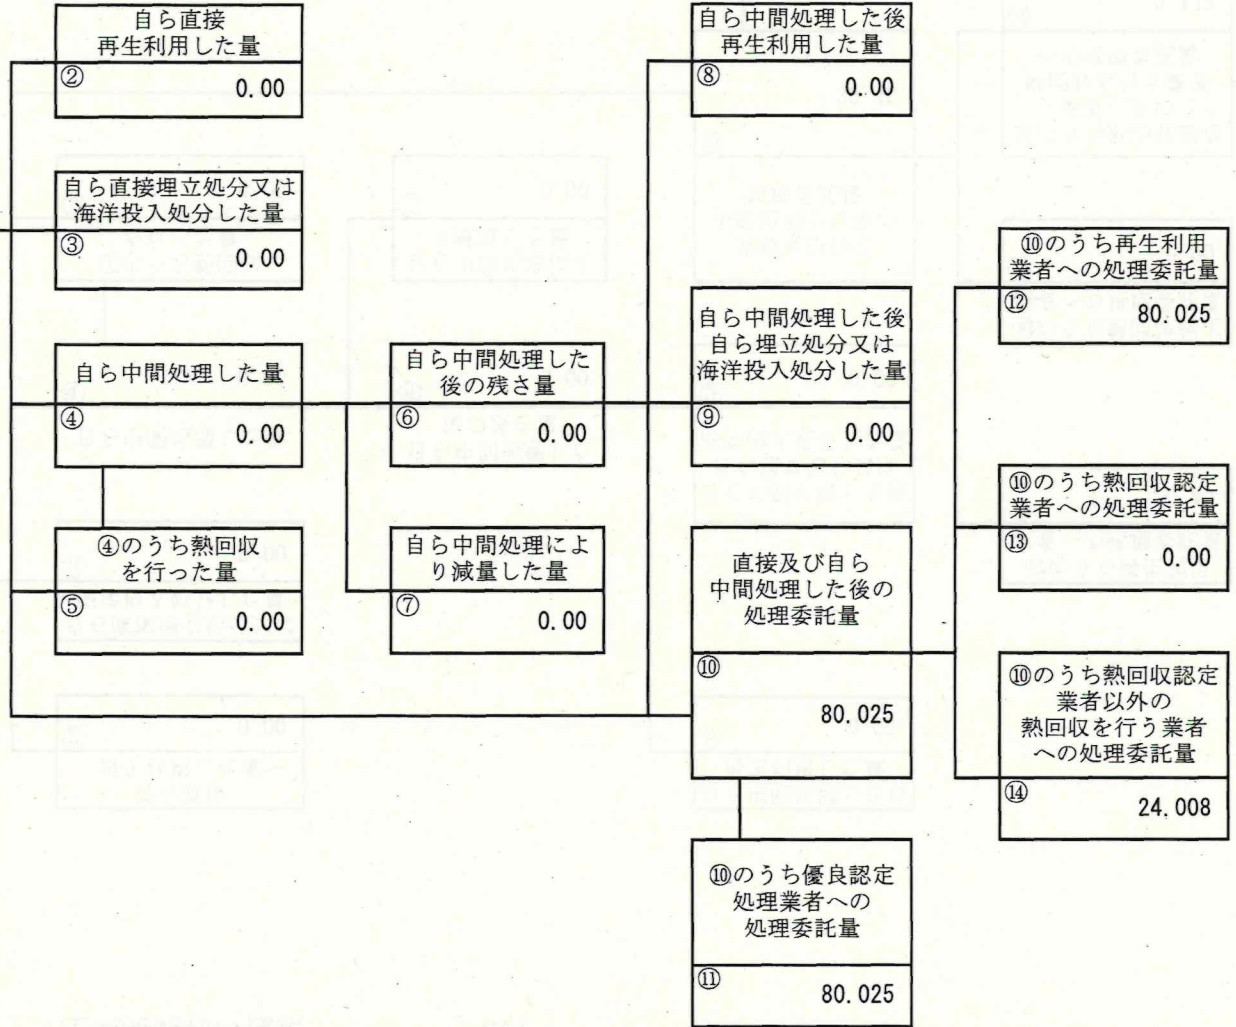 自ら直接
再生利用した量
②
0.00
自ら直接埋立処分又は
海洋投入処分した量
③
0.00
自ら中間処理した量
④
0.00
④のうち熱回収
を行った量
⑤
0.00
自ら中間処理した
後の残さ量
⑥
0.00
自ら中間処理によ
り減量した量
⑦
0.00
自ら中間処理した後
再生利用した量
⑧
0.00
自ら中間処理した後
自ら埋立処分又は
海洋投入処分した量
⑨
0.00
直接及び自ら
中間処理した後の
処理委託量
⑩
80.025
⑩のうち優良認定
処理業者への
処理委託量
⑪
80.025
⑩のうち再生利用
業者への処理委託量
⑫
80.025
⑩のうち熱回収認定
業者への処理委託量
⑬
0.00
⑩のうち熱回収認定
業者以外の
熱回収を行う業者
への処理委託量
⑭
24.008